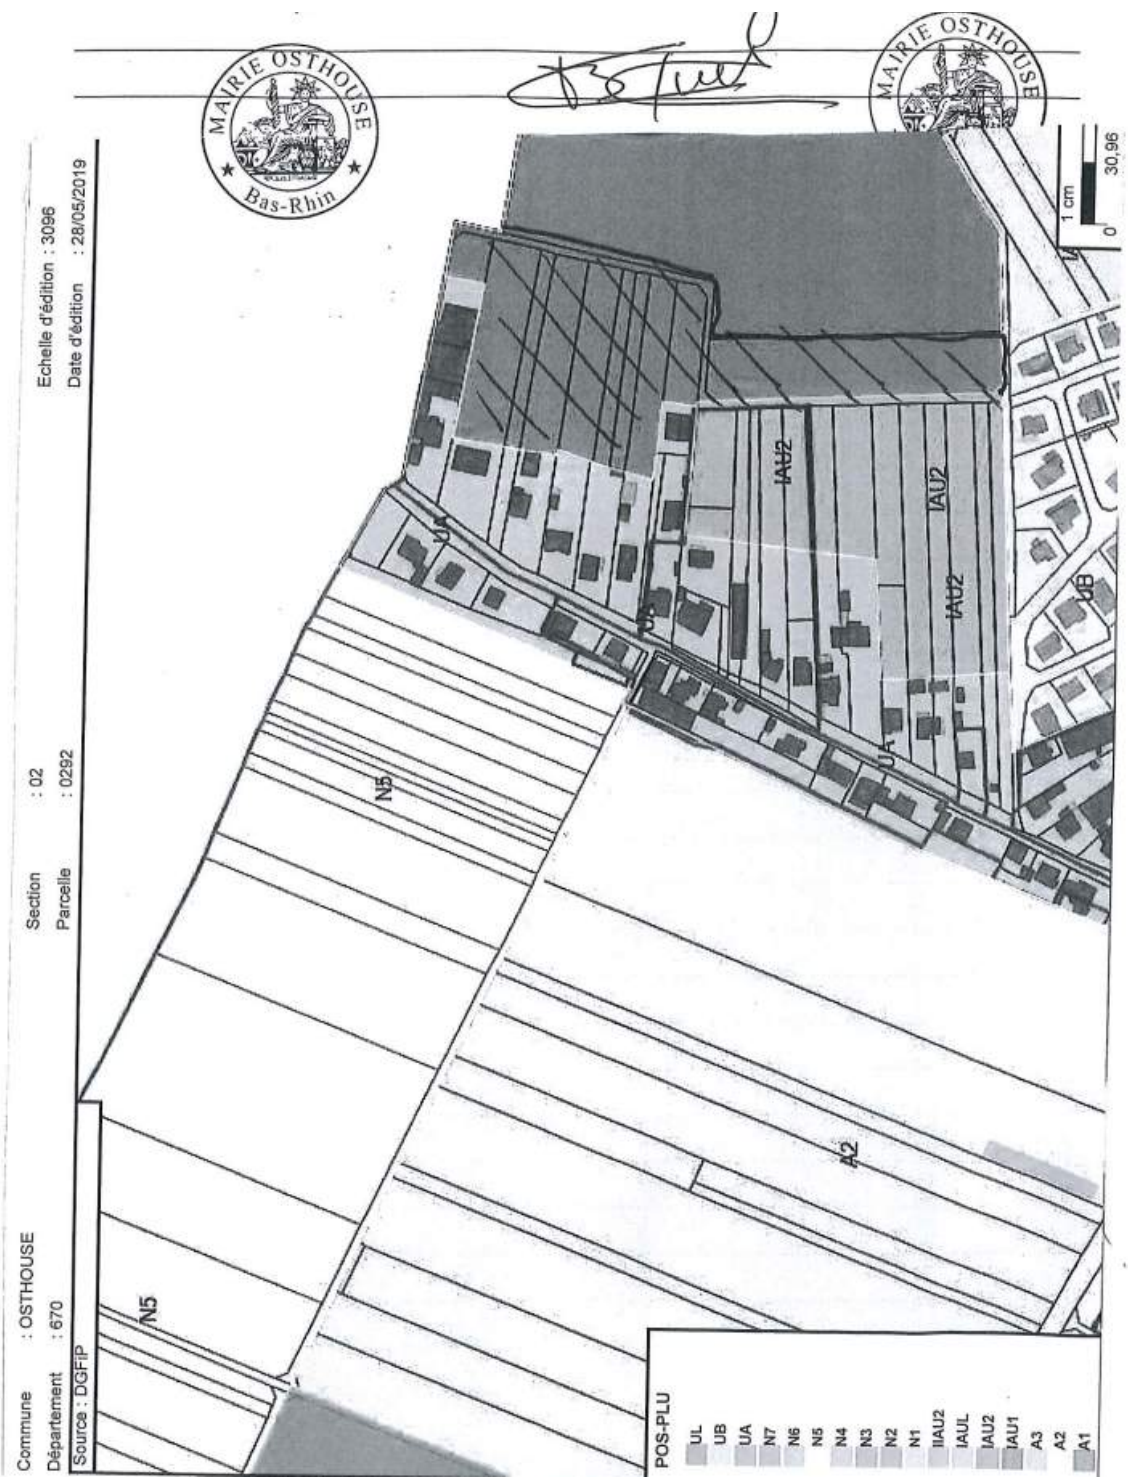 Commune : OSTHOUSE
Département : 670
Section : 02
Parcelle : 0292
Echelle d'édition : 3096
Date d'édition : 28/05/2019
Source : DGFiP
MAIRIE OSTHOUSE
★ Bas-Rhin ★
MAIRIE OSTHOUSE
N5
N5
A2
UA
UA
UA
IAU2
IAU2
IAU2
UB
1 cm
0 30,96
POS-PLU
UL
UB
UA
N7
N6
N5
N4
N3
N2
N1
IIAU2
IAUL
IAU2
IAU1
A3
A2
A1